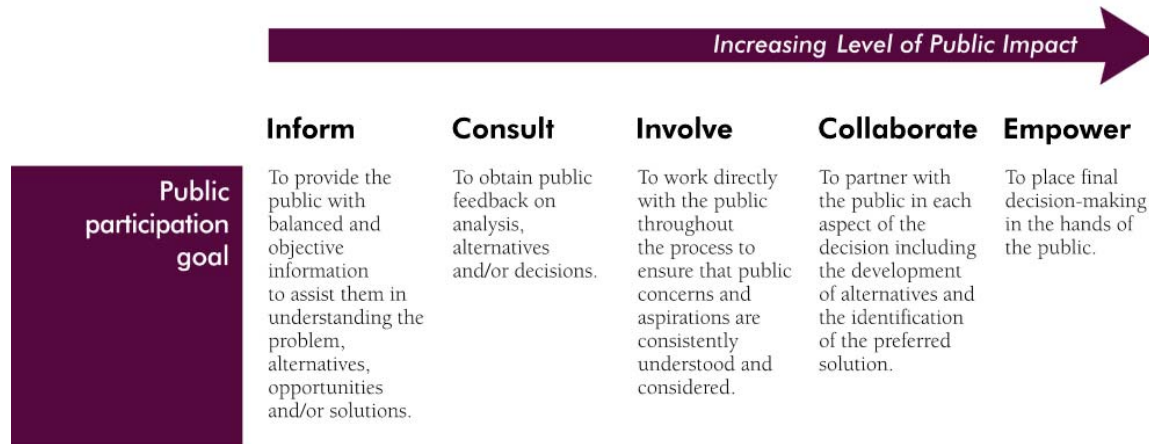 Increasing Level of Public Impact
Inform
Consult
Involve
Collaborate
Empower
Public
participation
goal
To provide the
public with
balanced and
objective
information
to assist them in
understanding the
problem,
alternatives,
opportunities
and/or solutions.
To obtain public
feedback on
analysis,
alternatives
and/or decisions.
To work directly
with the public
throughout
the process to
ensure that public
concerns and
aspirations are
consistently
understood and
considered.
To partner with
the public in each
aspect of the
decision including
the development
of alternatives and
the identification
of the preferred
solution.
To place final
decision-making
in the hands of
the public.